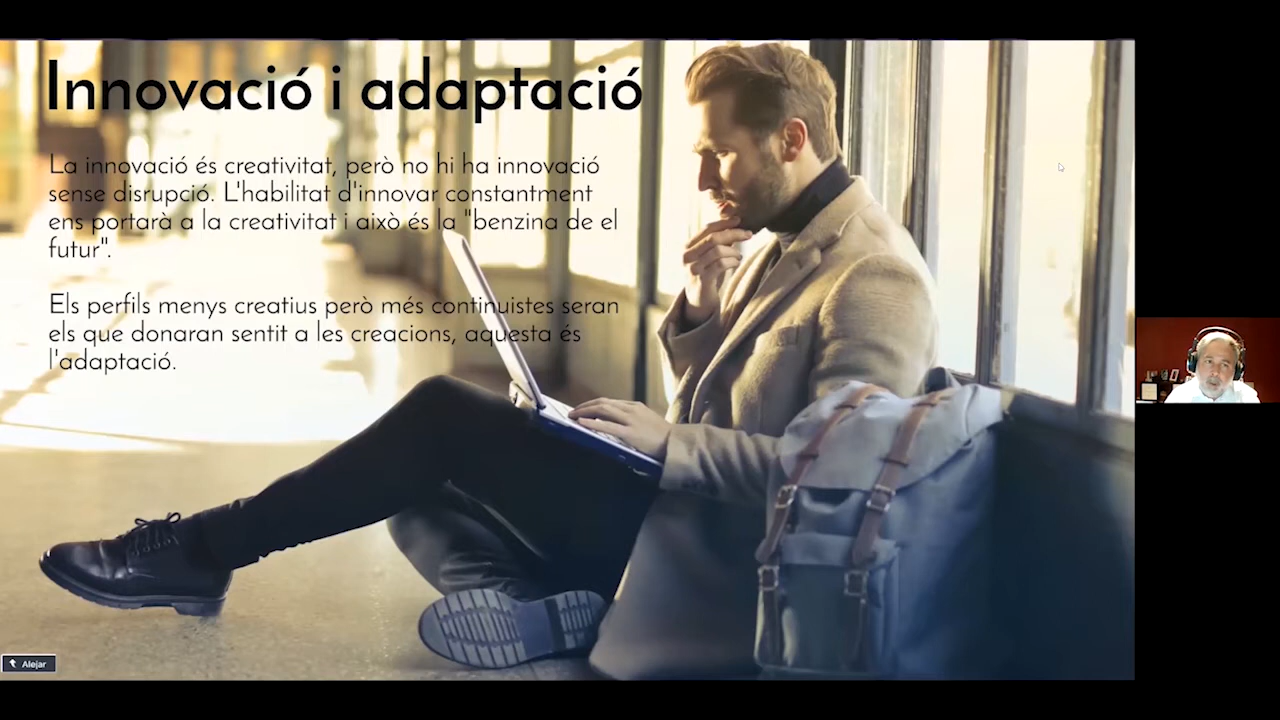 Innovació i adaptació
La innovació és creativitat, però no hi ha innovació
sense disrupció. L'habilitat d'innovar constantment
ens portarà a la creativitat i això és la "benzina de el
futur".
Els perfils menys creatius però més continuistes seran
els que donaran sentit a les creacions, aquesta és
l'adaptació.
Alejar